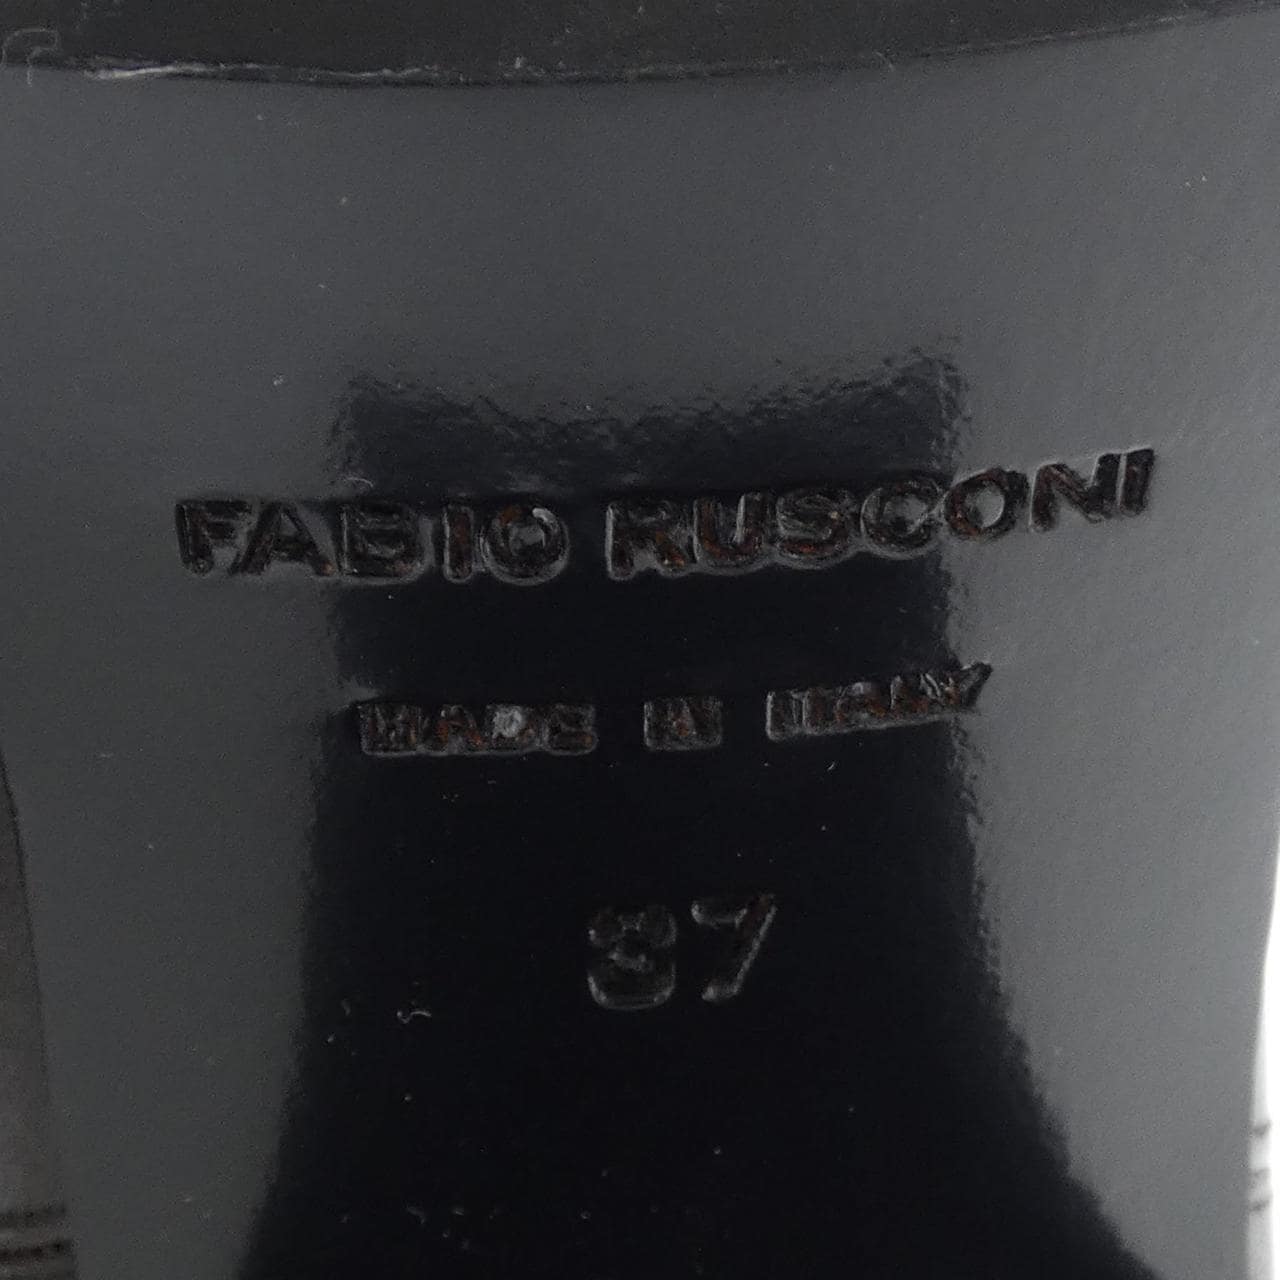 FABIO RUSCONI
MADE IN ITALY
37